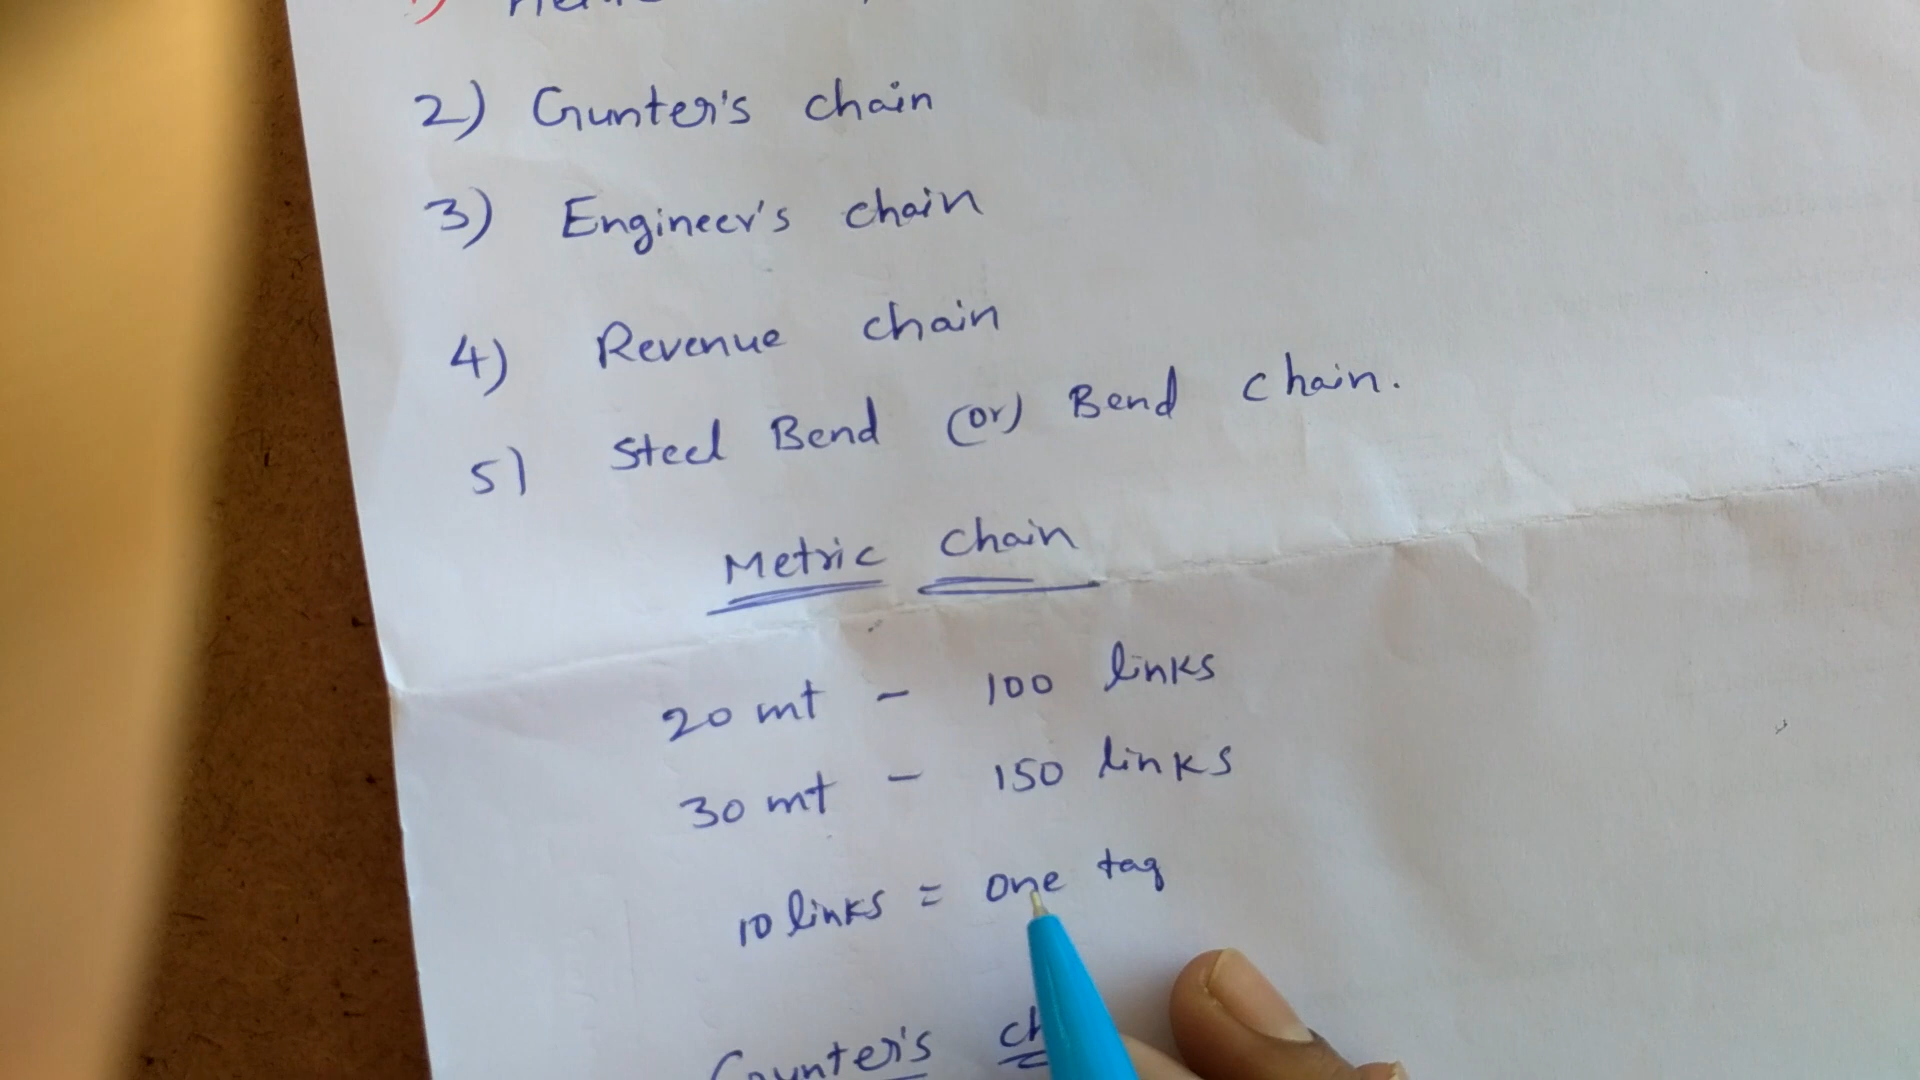 2) Gunter's chain
3) Engineer's chain
4) Revenue chain
5) Steel Bend (or) Bend chain.
Metric chain
20 mt - 100 links
30 mt - 150 links
10 links = one tag
Gunter's